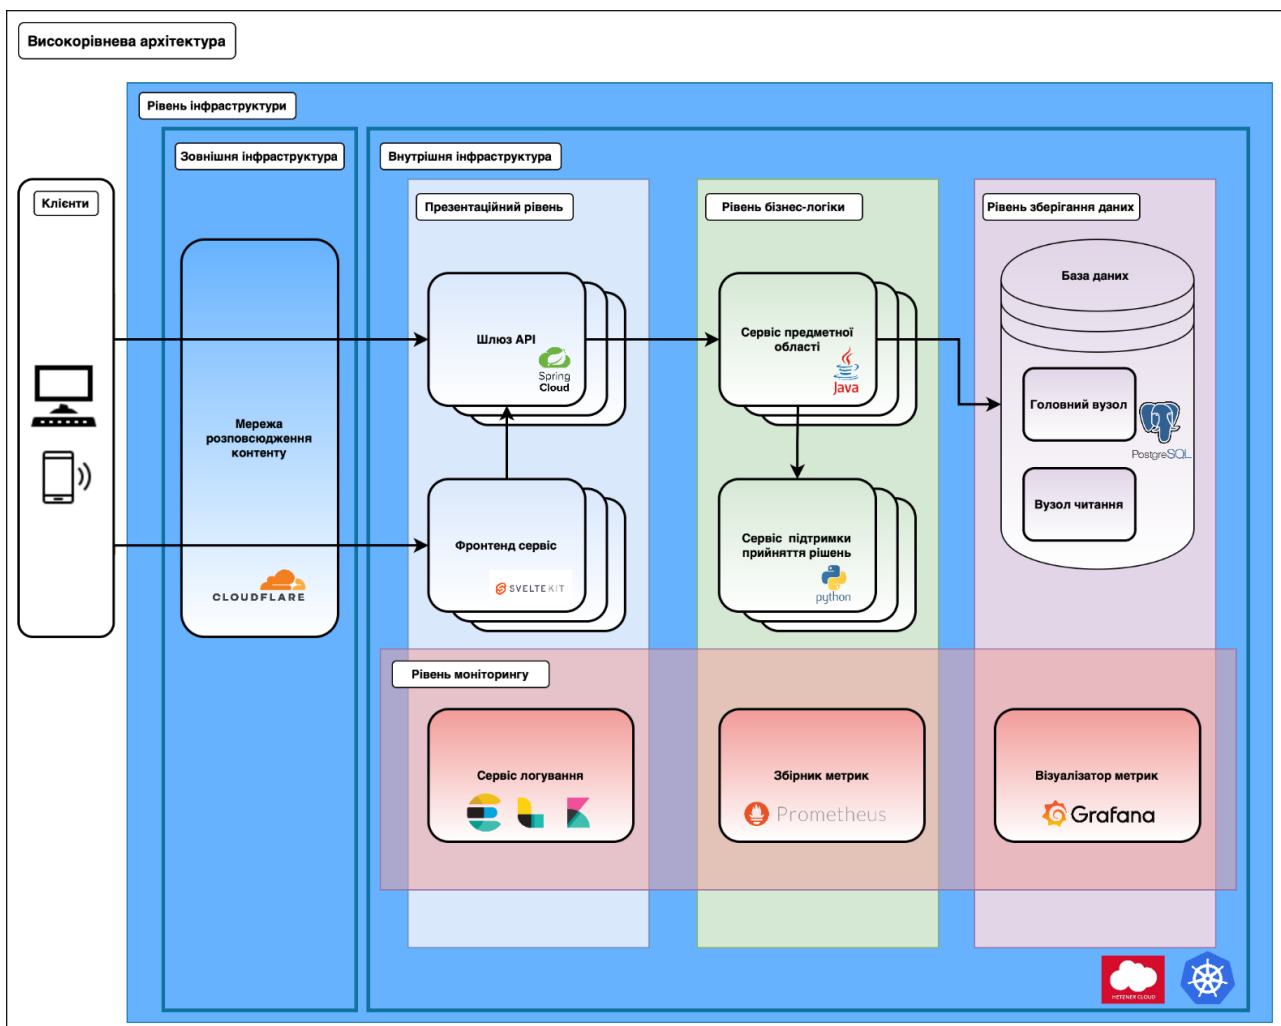 Високорівнева архітектура
Рівень інфраструктури
Зовнішня інфраструктура
Внутрішня інфраструктура
Клієнти
Презентаційний рівень
Рівень бізнес-логіки
Рівень зберігання даних
База даних
Шлюз API
Spring
Cloud
Сервіс предметної
області
Java
Головний вузол
PostgreSQL
Мережа
розповсюдження
контенту
CLOUDFLARE
Вузол читання
Фронтенд сервіс
SVELTEKIT
Сервіс підтримки
прийняття рішень
python
Рівень моніторингу
Сервіс логування
Збірник метрик
Prometheus
Візуалізатор метрик
Grafana
HETZNER CLOUD